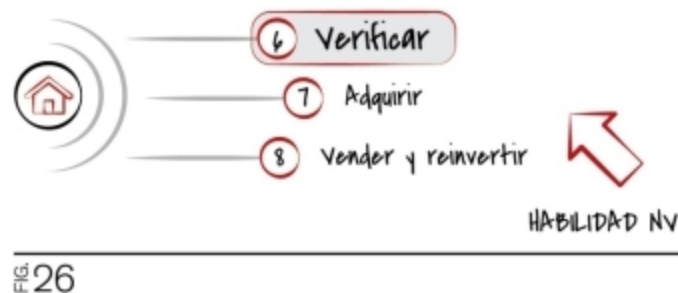 6 Verificar
7 Adquirir
8 Vender y reinvertir
HABILIDAD NV
FIG. 26